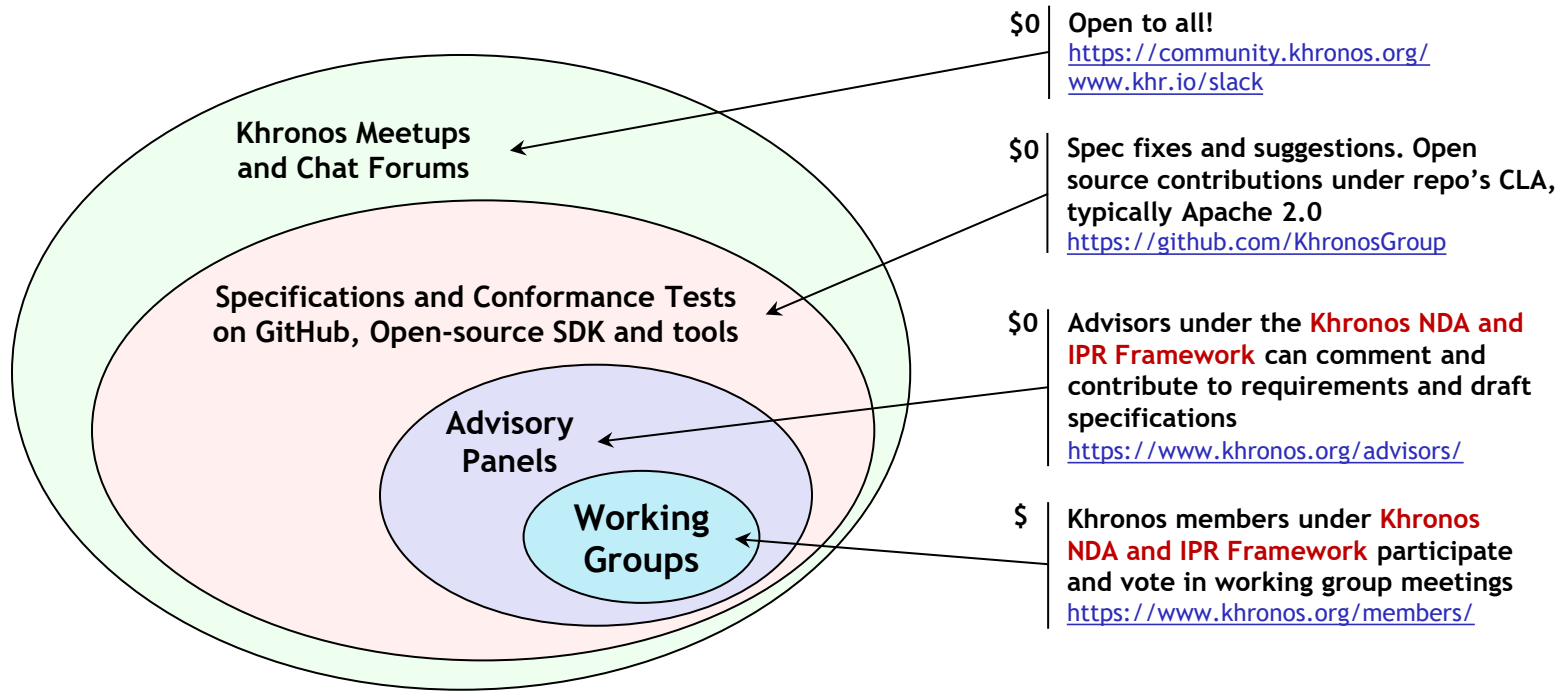 Khronos Meetups
and Chat Forums
Specifications and Conformance Tests
on GitHub, Open-source SDK and tools
Advisory
Panels
Working
Groups
$0
Open to all!
https://community.khronos.org/
www.khr.io/slack
$0
Spec fixes and suggestions. Open
source contributions under repo’s CLA,
typically Apache 2.0
https://github.com/KhronosGroup
$0
Advisors under the Khronos NDA and
IPR Framework can comment and
contribute to requirements and draft
specifications
https://www.khronos.org/advisors/
$
Khronos members under Khronos
NDA and IPR Framework participate
and vote in working group meetings
https://www.khronos.org/members/